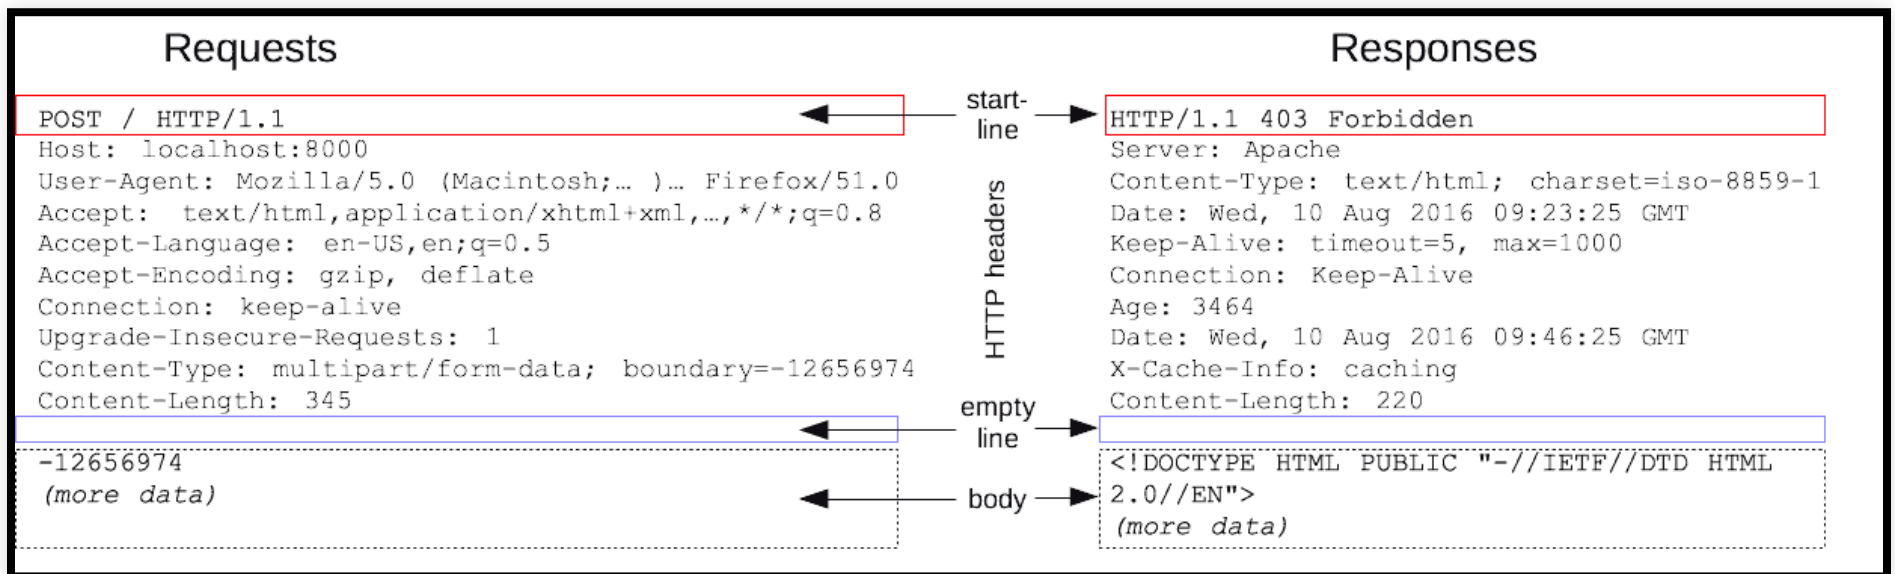 Requests
POST / HTTP/1.1
Host: localhost:8000
User-Agent: Mozilla/5.0 (Macintosh;… )… Firefox/51.0
Accept: text/html,application/xhtml+xml,…,*/*;q=0.8
Accept-Language: en-US,en;q=0.5
Accept-Encoding: gzip, deflate
Connection: keep-alive
Upgrade-Insecure-Requests: 1
Content-Type: multipart/form-data; boundary=-12656974
Content-Length: 345
-12656974
(more data)
start-
line
HTTP headers
empty
line
body
Responses
HTTP/1.1 403 Forbidden
Server: Apache
Content-Type: text/html; charset=iso-8859-1
Date: Wed, 10 Aug 2016 09:23:25 GMT
Keep-Alive: timeout=5, max=1000
Connection: Keep-Alive
Age: 3464
Date: Wed, 10 Aug 2016 09:46:25 GMT
X-Cache-Info: caching
Content-Length: 220
<!DOCTYPE HTML PUBLIC "-//IETF//DTD HTML
2.0//EN">
(more data)